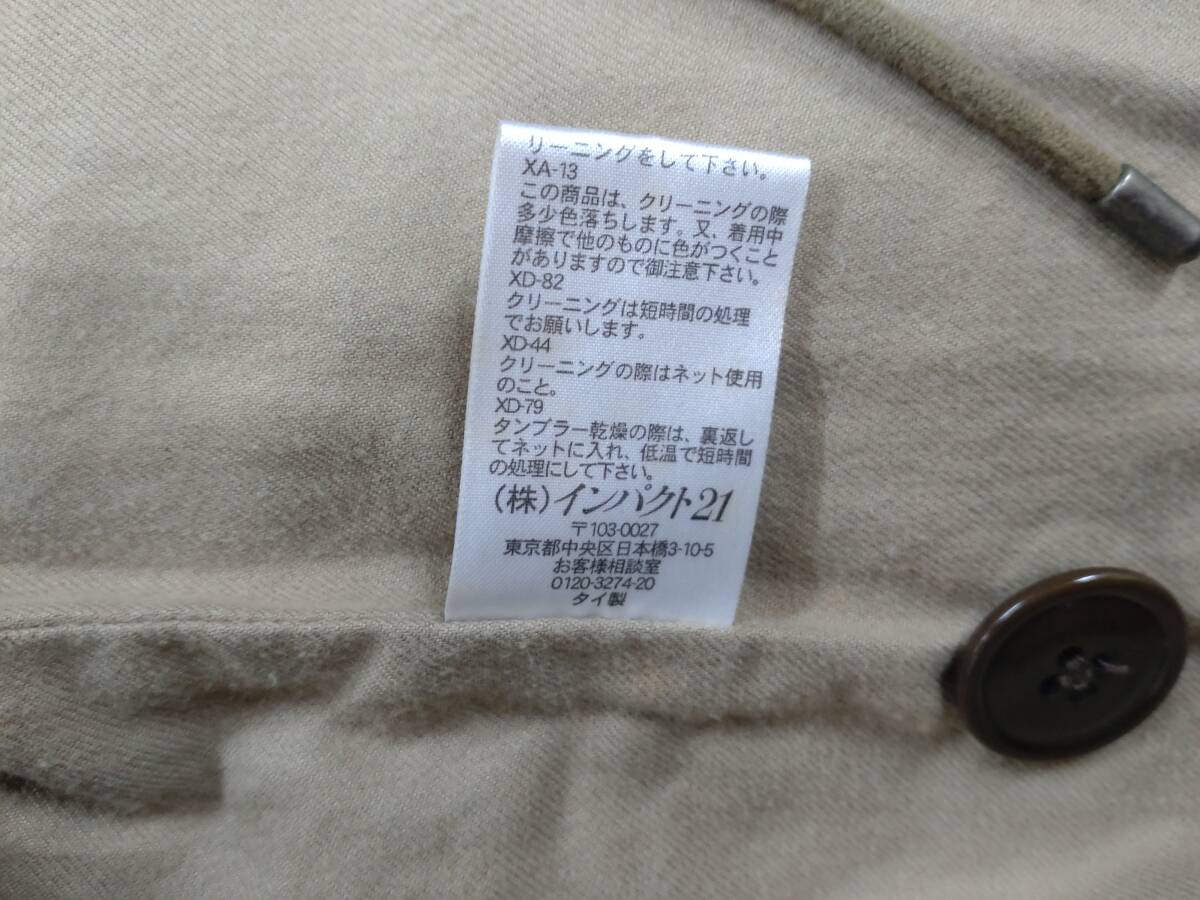 リーニングをして下さい。
XA-13
この商品は、クリーニングの際
多少色落ちします。又、着用中
摩擦で他のものに色がつくこと
がありますので御注意下さい。
XD-82
クリーニングは短時間の処理
でお願いします。
XD-44
クリーニングの際はネット使用
のこと。
XD-79
タンブラー乾燥の際は、裏返し
てネットに入れ、低温で短時間
の処理にして下さい。
(株)インパクト21
〒103-0027
東京都中央区日本橋3-10-5
お客様相談室
0120-3274-20
タイ製